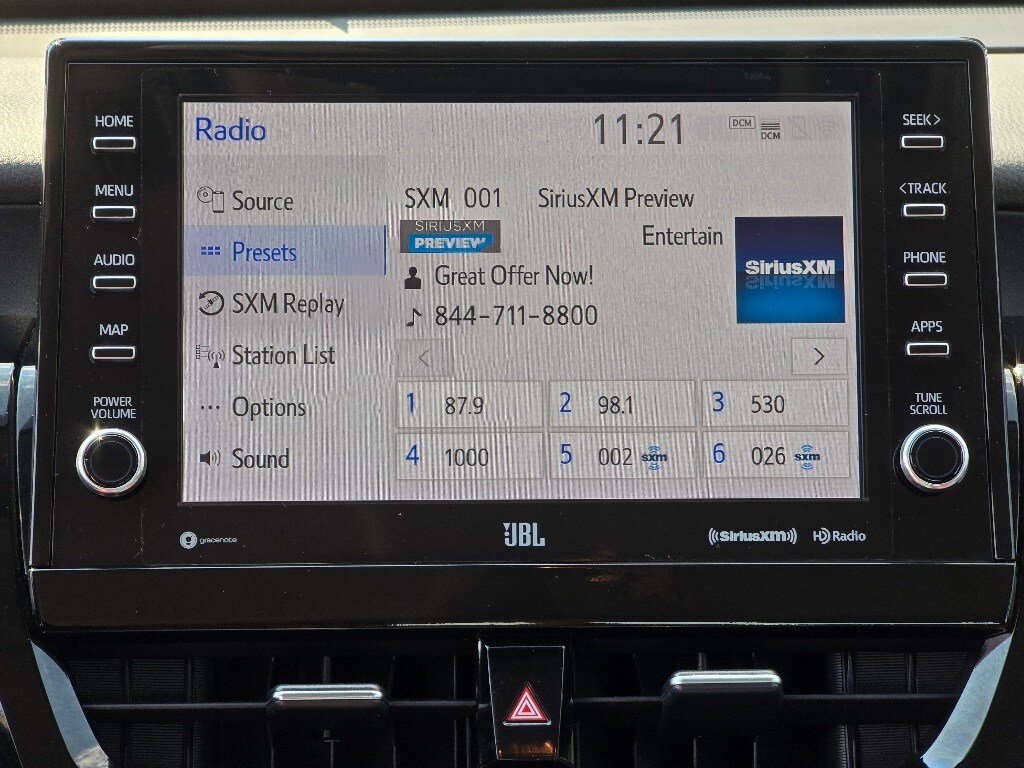 HOME
MENU
AUDIO
MAP
POWER
VOLUME
Radio
11:21
DCM
DCM
Source
Presets
SXM Replay
Station List
Options
Sound
SXM 001 SiriusXM Preview
SIRIUSXM
PREVIEW
Entertain
SiriusXM
Great Offer Now!
844-711-8800
< >
1 87.9 2 98.1 3 530
4 1000 5 002 sxm 6 026 sxm
SEEK>
<TRACK
PHONE
APPS
TUNE
SCROLL
gracenote
JBL
((SiriusXM))
HD Radio